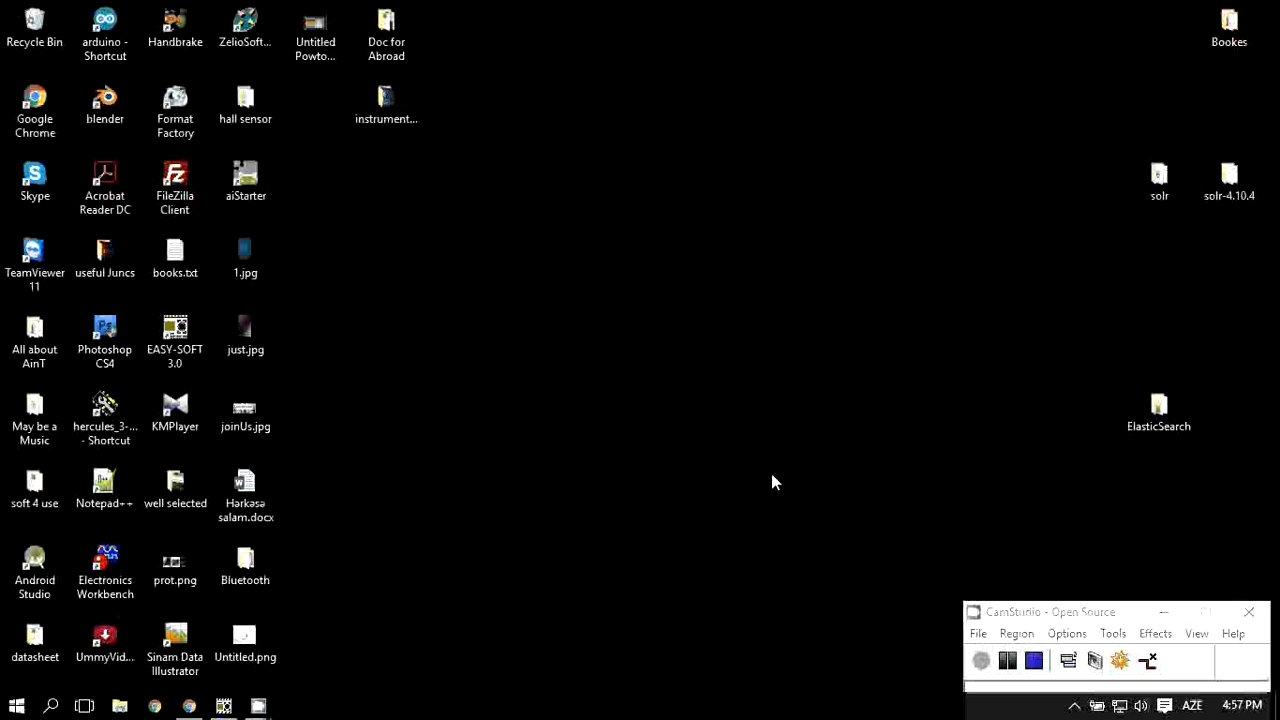 Recycle Bin
arduino -
Shortcut
Handbrake
ZelioSoft...
Untitled
Powto...
Doc for
Abroad
Bookes
Google
Chrome
blender
Format
Factory
hall sensor
instrument...
Skype
Acrobat
Reader DC
FileZilla
Client
aiStarter
solr
solr-4.10.4
TeamViewer
11
useful Juncs
books.txt
1.jpg
All about
AinT
Photoshop
CS4
EASY-SOFT
3.0
just.jpg
May be a
Music
hercules_3-...
- Shortcut
KMPlayer
joinUs.jpg
ElasticSearch
soft 4 use
Notepad++
well selected
Hərkəsə
salam.docx
Android
Studio
Electronics
Workbench
prot.png
Bluetooth
datasheet
UmmyVid...
Sinam Data
Illustrator
Untitled.png
CamStudio - Open Source
File Region Options Tools Effects View Help
AZE 4:57 PM